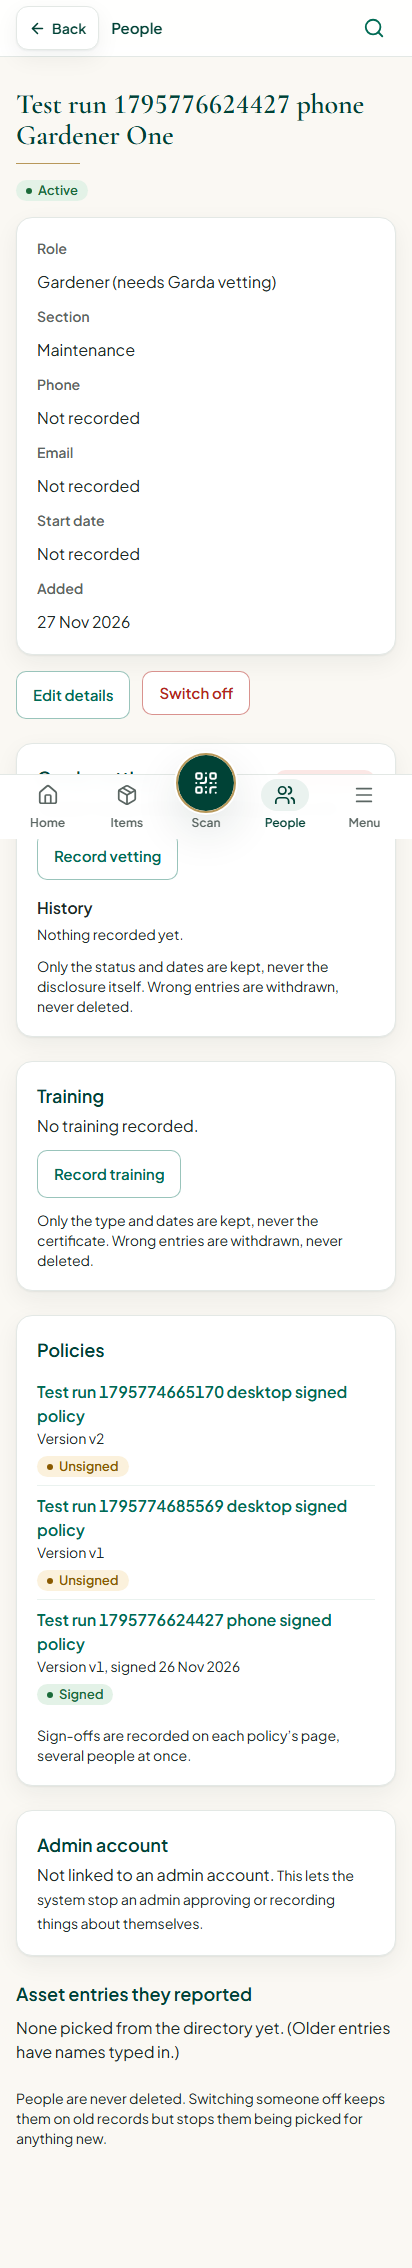 Back
People
Test run 1795776624427 phone
Gardener One
Active
Role
Gardener (needs Garda vetting)
Section
Maintenance
Phone
Not recorded
Email
Not recorded
Start date
Not recorded
Added
27 Nov 2026
Edit details
Switch off
Home
Items
Scan
People
Menu
Record vetting
History
Nothing recorded yet.
Only the status and dates are kept, never the
disclosure itself. Wrong entries are withdrawn,
never deleted.
Training
No training recorded.
Record training
Only the type and dates are kept, never the
certificate. Wrong entries are withdrawn, never
deleted.
Policies
Test run 1795774665170 desktop signed
policy
Version v2
Unsigned
Test run 1795774685569 desktop signed
policy
Version v1
Unsigned
Test run 1795776624427 phone signed
policy
Version v1, signed 26 Nov 2026
Signed
Sign-offs are recorded on each policy's page,
several people at once.
Admin account
Not linked to an admin account. This lets the
system stop an admin approving or recording
things about themselves.
Asset entries they reported
None picked from the directory yet. (Older entries
have names typed in.)
People are never deleted. Switching someone off keeps
them on old records but stops them being picked for
anything new.